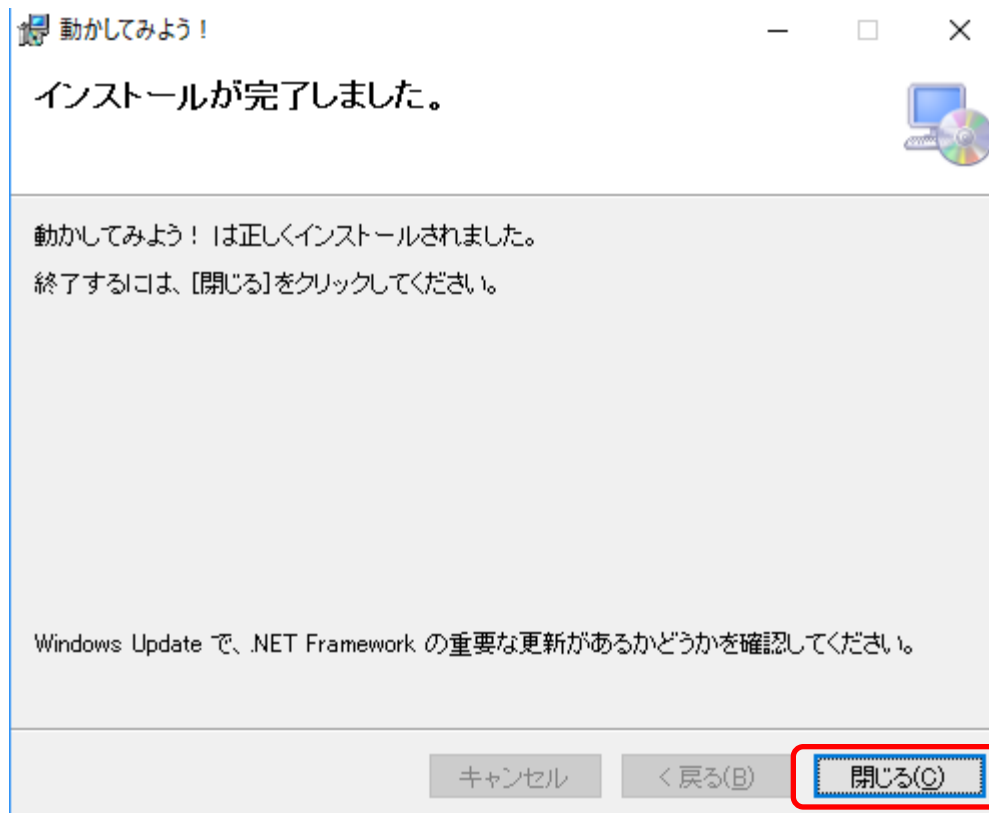 動かしてみよう！
インストールが完了しました。
動かしてみよう！ は正しくインストールされました。
終了するには、[閉じる]をクリックしてください。
Windows Update で、.NET Framework の重要な更新があるかどうかを確認してください。
キャンセル
< 戻る(B)
閉じる(C)